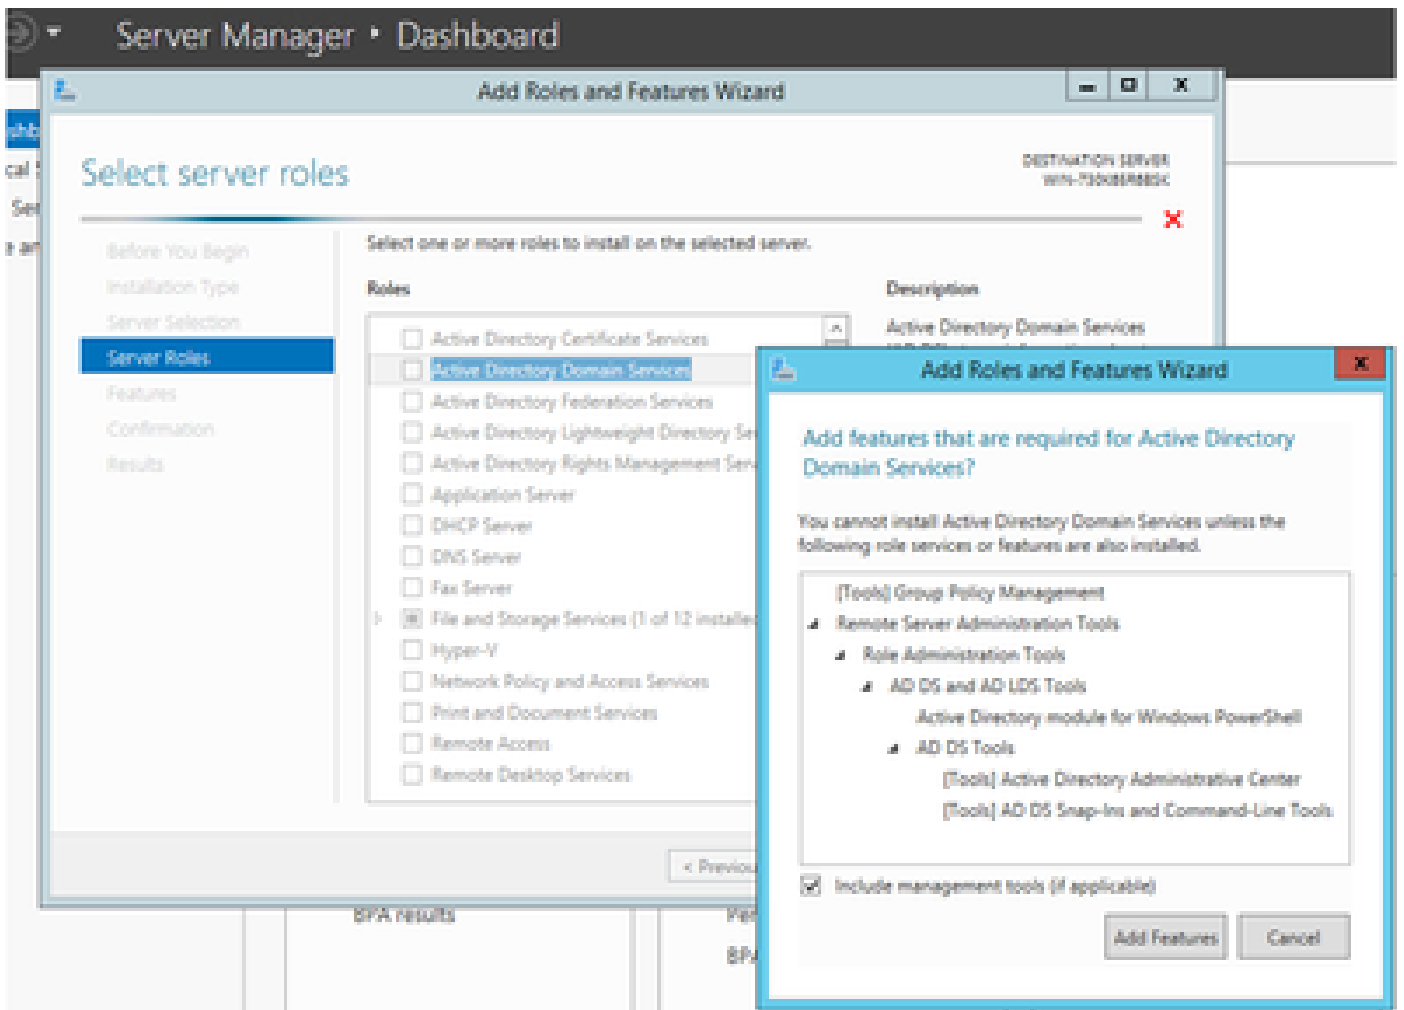 Server Manager • Dashboard
Add Roles and Features Wizard
Select server roles
DESTINATION SERVER
Before You Begin
Installation Type
Server Selection
Server Roles
Features
Confirmation
Results
Select one or more roles to install on the selected server.
Roles
Active Directory Certificate Services
Active Directory Domain Services
Active Directory Federation Services
Active Directory Lightweight Directory Se
Active Directory Rights Management Serv
Application Server
DHCP Server
DNS Server
Fax Server
File and Storage Services (1 of 12 installed
Hyper-V
Network Policy and Access Services
Print and Document Services
Remote Access
Remote Desktop Services
Description
Active Directory Domain Services
< Previou
BPA results
Per
BPA
Add Roles and Features Wizard
Add features that are required for Active Directory
Domain Services?
You cannot install Active Directory Domain Services unless the
following role services or features are also installed.
[Tools] Group Policy Management
Remote Server Administration Tools
Role Administration Tools
AD DS and AD LDS Tools
Active Directory module for Windows PowerShell
AD DS Tools
[Tools] Active Directory Administrative Center
[Tools] AD DS Snap-Ins and Command-Line Tools
Include management tools (if applicable)
Add Features
Cancel